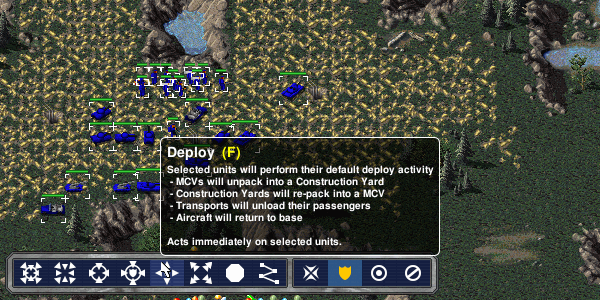 Deploy (F)
Selected units will perform their default deploy activity
- MCVs will unpack into a Construction Yard
- Construction Yards will re-pack into a MCV
- Transports will unload their passengers
- Aircraft will return to base
Acts immediately on selected units.